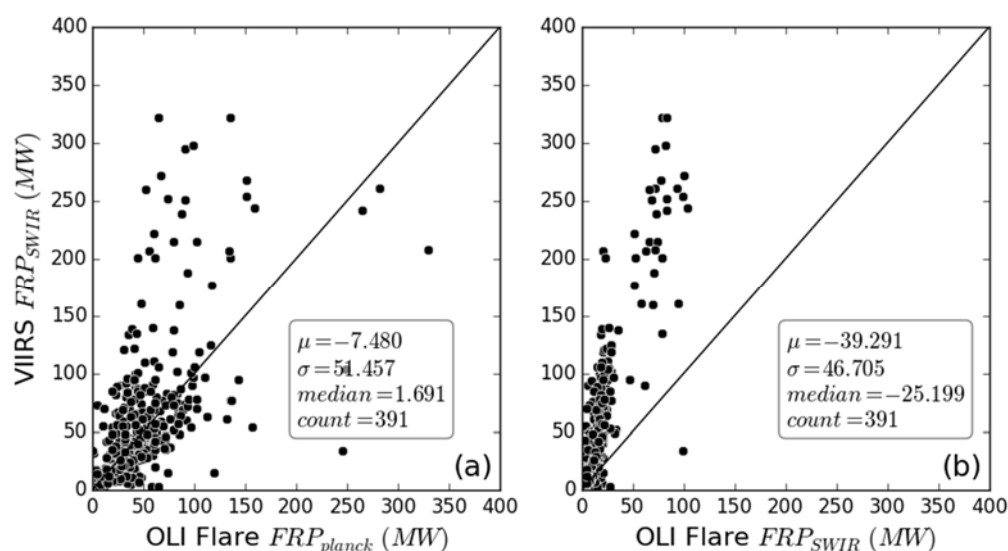 400
350
300
250
200
150
100
50
0
VIIRS FRP_SWIR (MW)
μ = −7.480
σ = 51.457
median = 1.691
count = 391
(a)
0 50 100 150 200 250 300 350 400
OLI Flare FRP_planck (MW)
400
350
300
250
200
150
100
50
0
μ = −39.291
σ = 46.705
median = −25.199
count = 391
(b)
0 50 100 150 200 250 300 350 400
OLI Flare FRP_SWIR (MW)